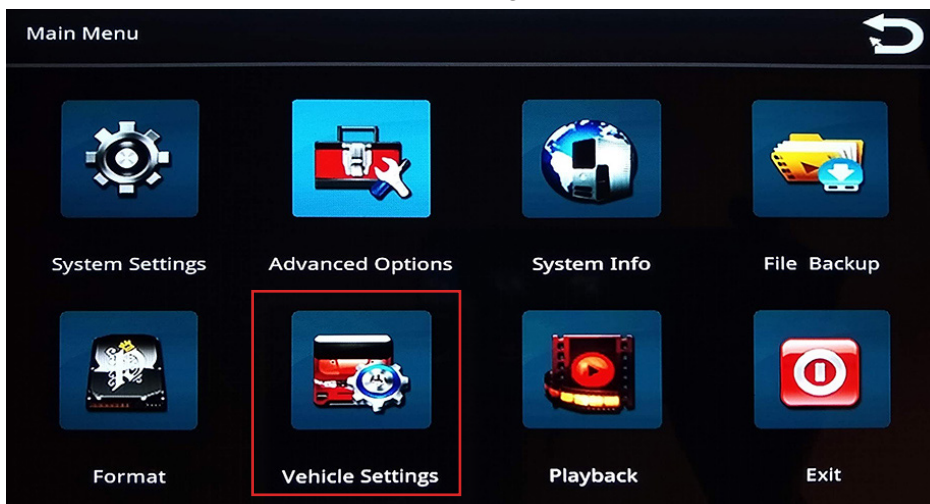 Main Menu
System Settings
Advanced Options
System Info
File Backup
Format
Vehicle Settings
Playback
Exit